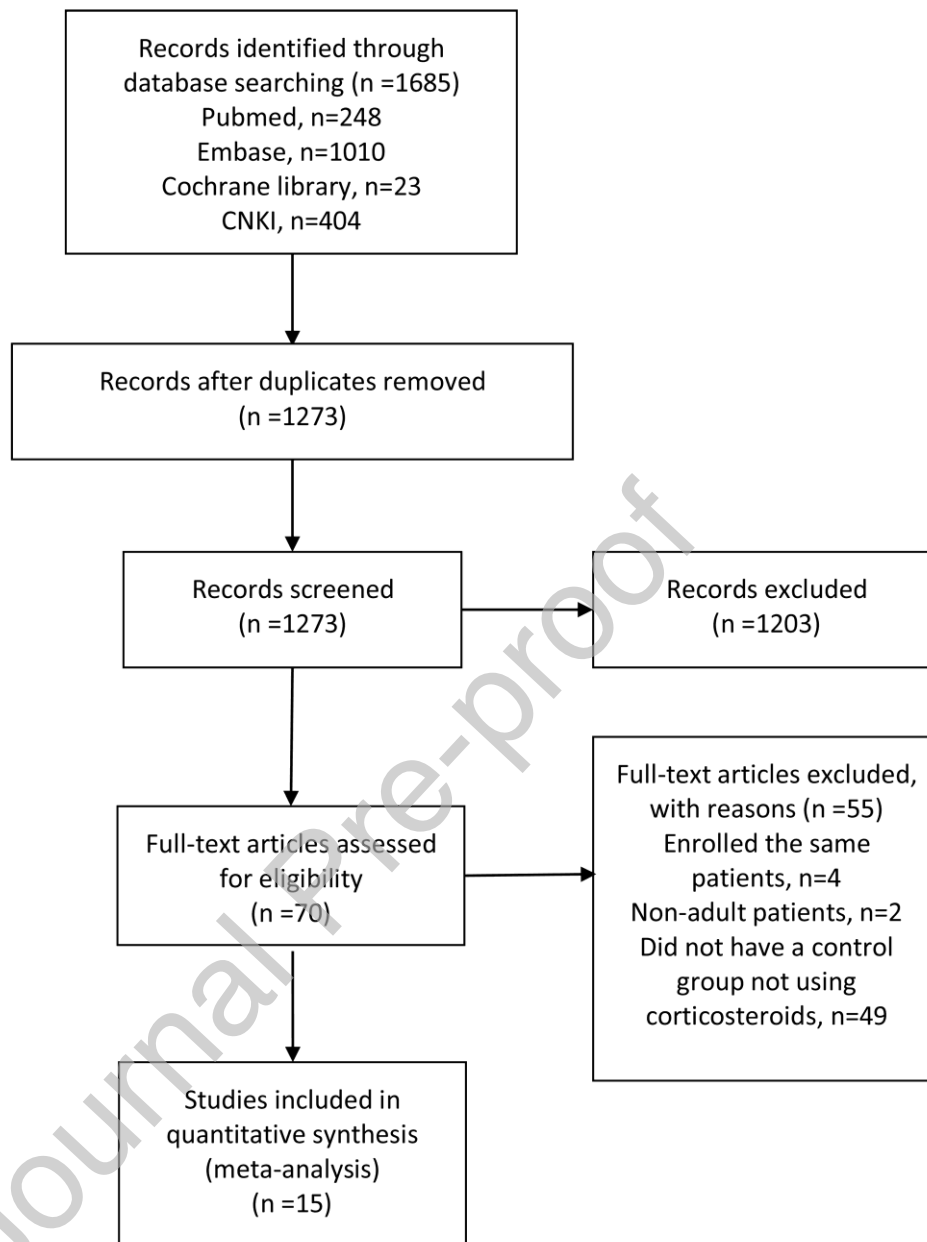 Records identified through
database searching (n =1685)
Pubmed, n=248
Embase, n=1010
Cochrane library, n=23
CNKI, n=404
Records after duplicates removed
(n =1273)
Records screened
(n =1273)
Records excluded
(n =1203)
Full-text articles assessed
for eligibility
(n =70)
Full-text articles excluded,
with reasons (n =55)
Enrolled the same
patients, n=4
Non-adult patients, n=2
Did not have a control
group not using
corticosteroids, n=49
Studies included in
quantitative synthesis
(meta-analysis)
(n =15)
Journal Pre-proof